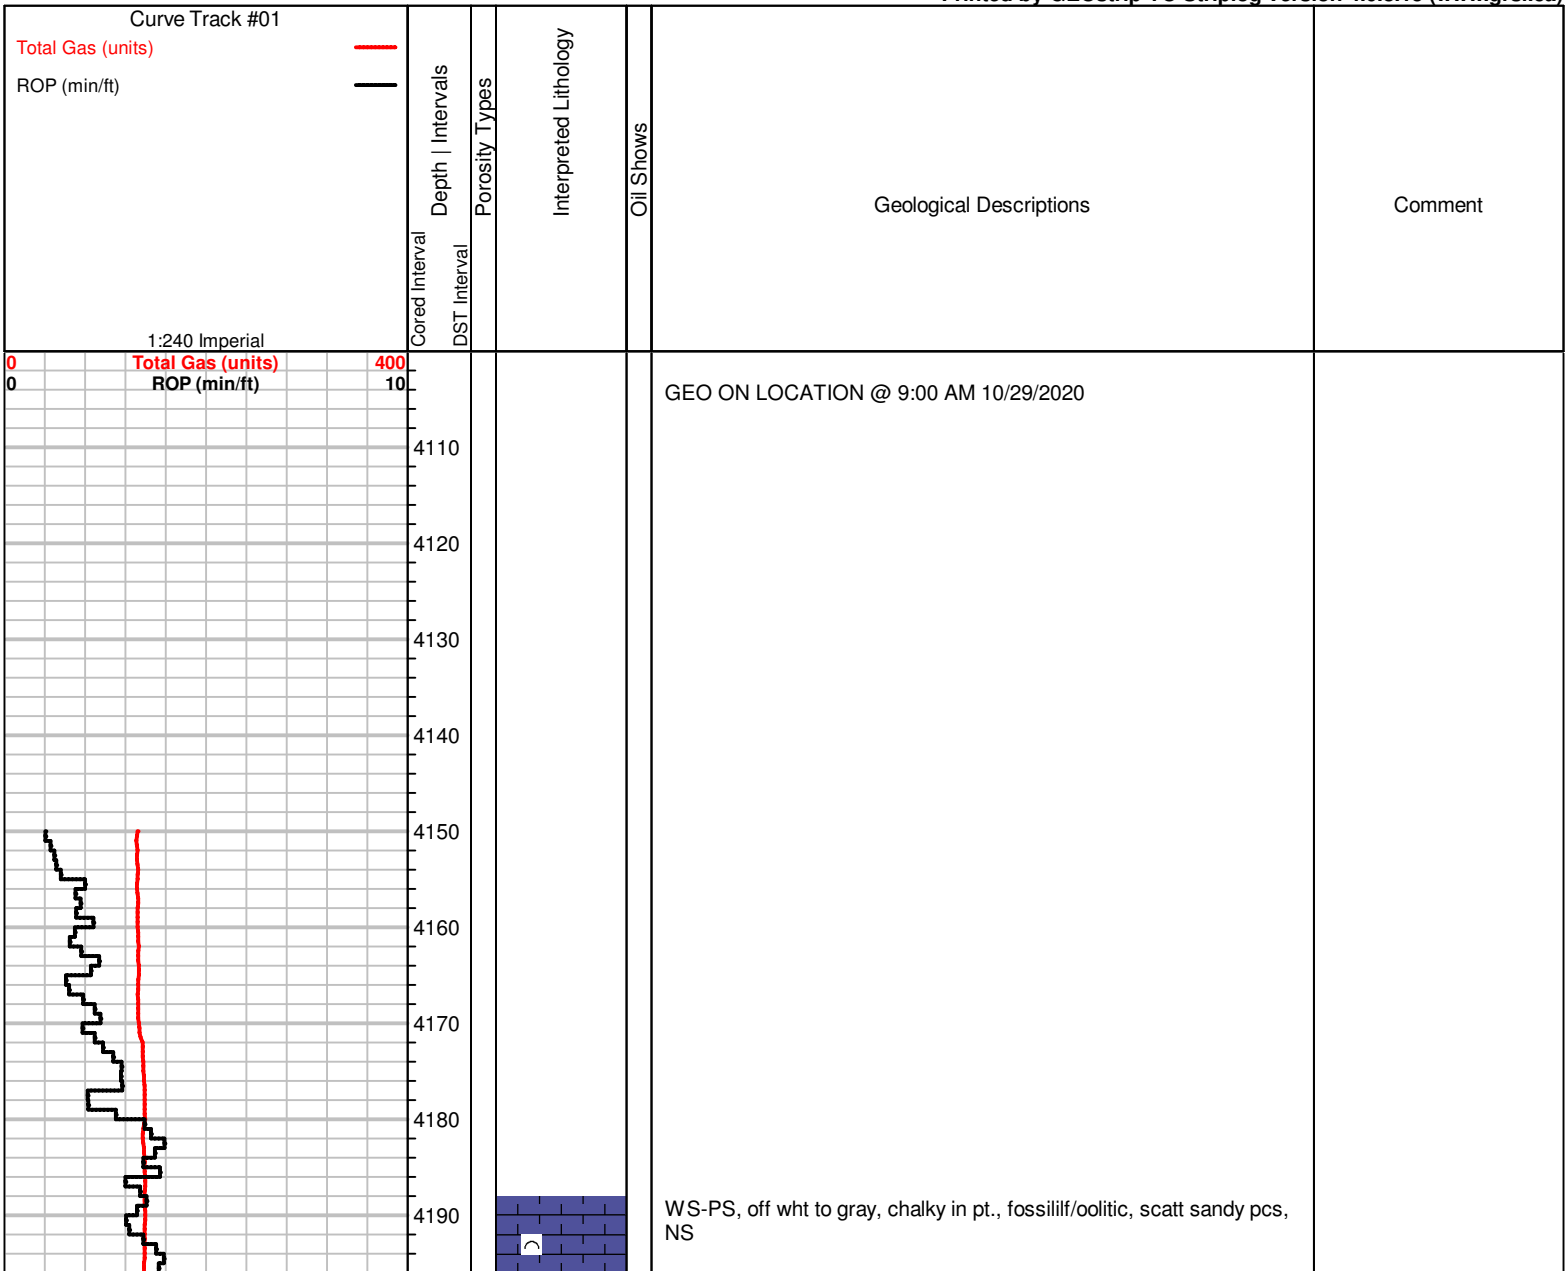 Curve Track #01
Total Gas (units)
ROP (min/ft)
1:240 Imperial
Depth | Intervals
Cored Interval
DST Interval
Porosity Types
Interpreted Lithology
Oil Shows
Geological Descriptions
Comment
0 Total Gas (units) 400
0 ROP (min/ft) 10
GEO ON LOCATION @ 9:00 AM 10/29/2020
4110
4120
4130
4140
4150
4160
4170
4180
4190
WS-PS, off wht to gray, chalky in pt., fossililf/oolitic, scatt sandy pcs,
NS